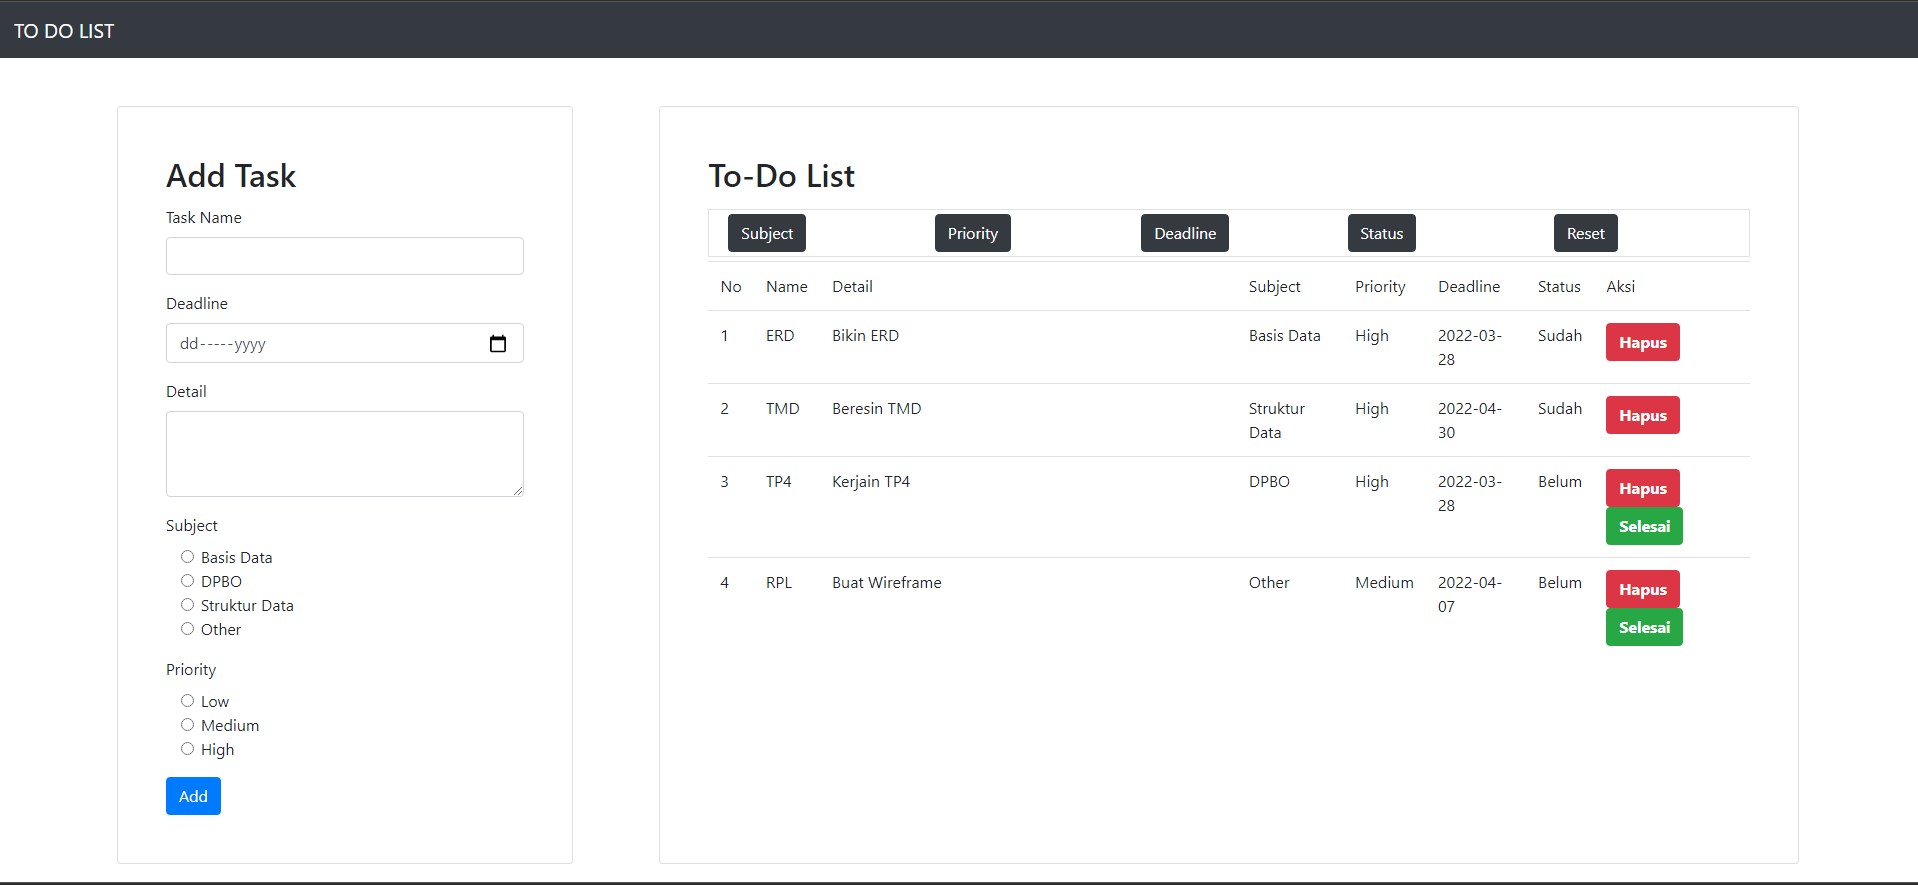 TO DO LIST
Add Task
Task Name
Deadline
dd-----yyyy
Detail
Subject
Basis Data
DPBO
Struktur Data
Other
Priority
Low
Medium
High
Add
To-Do List
Subject Priority Deadline Status Reset
No Name Detail Subject Priority Deadline Status Aksi
1 ERD Bikin ERD Basis Data High 2022-03- Sudah Hapus
28
2 TMD Beresin TMD Struktur High 2022-04- Sudah Hapus
Data 30
3 TP4 Kerjain TP4 DPBO High 2022-03- Belum Hapus
28 Selesai
4 RPL Buat Wireframe Other Medium 2022-04- Belum Hapus
07 Selesai